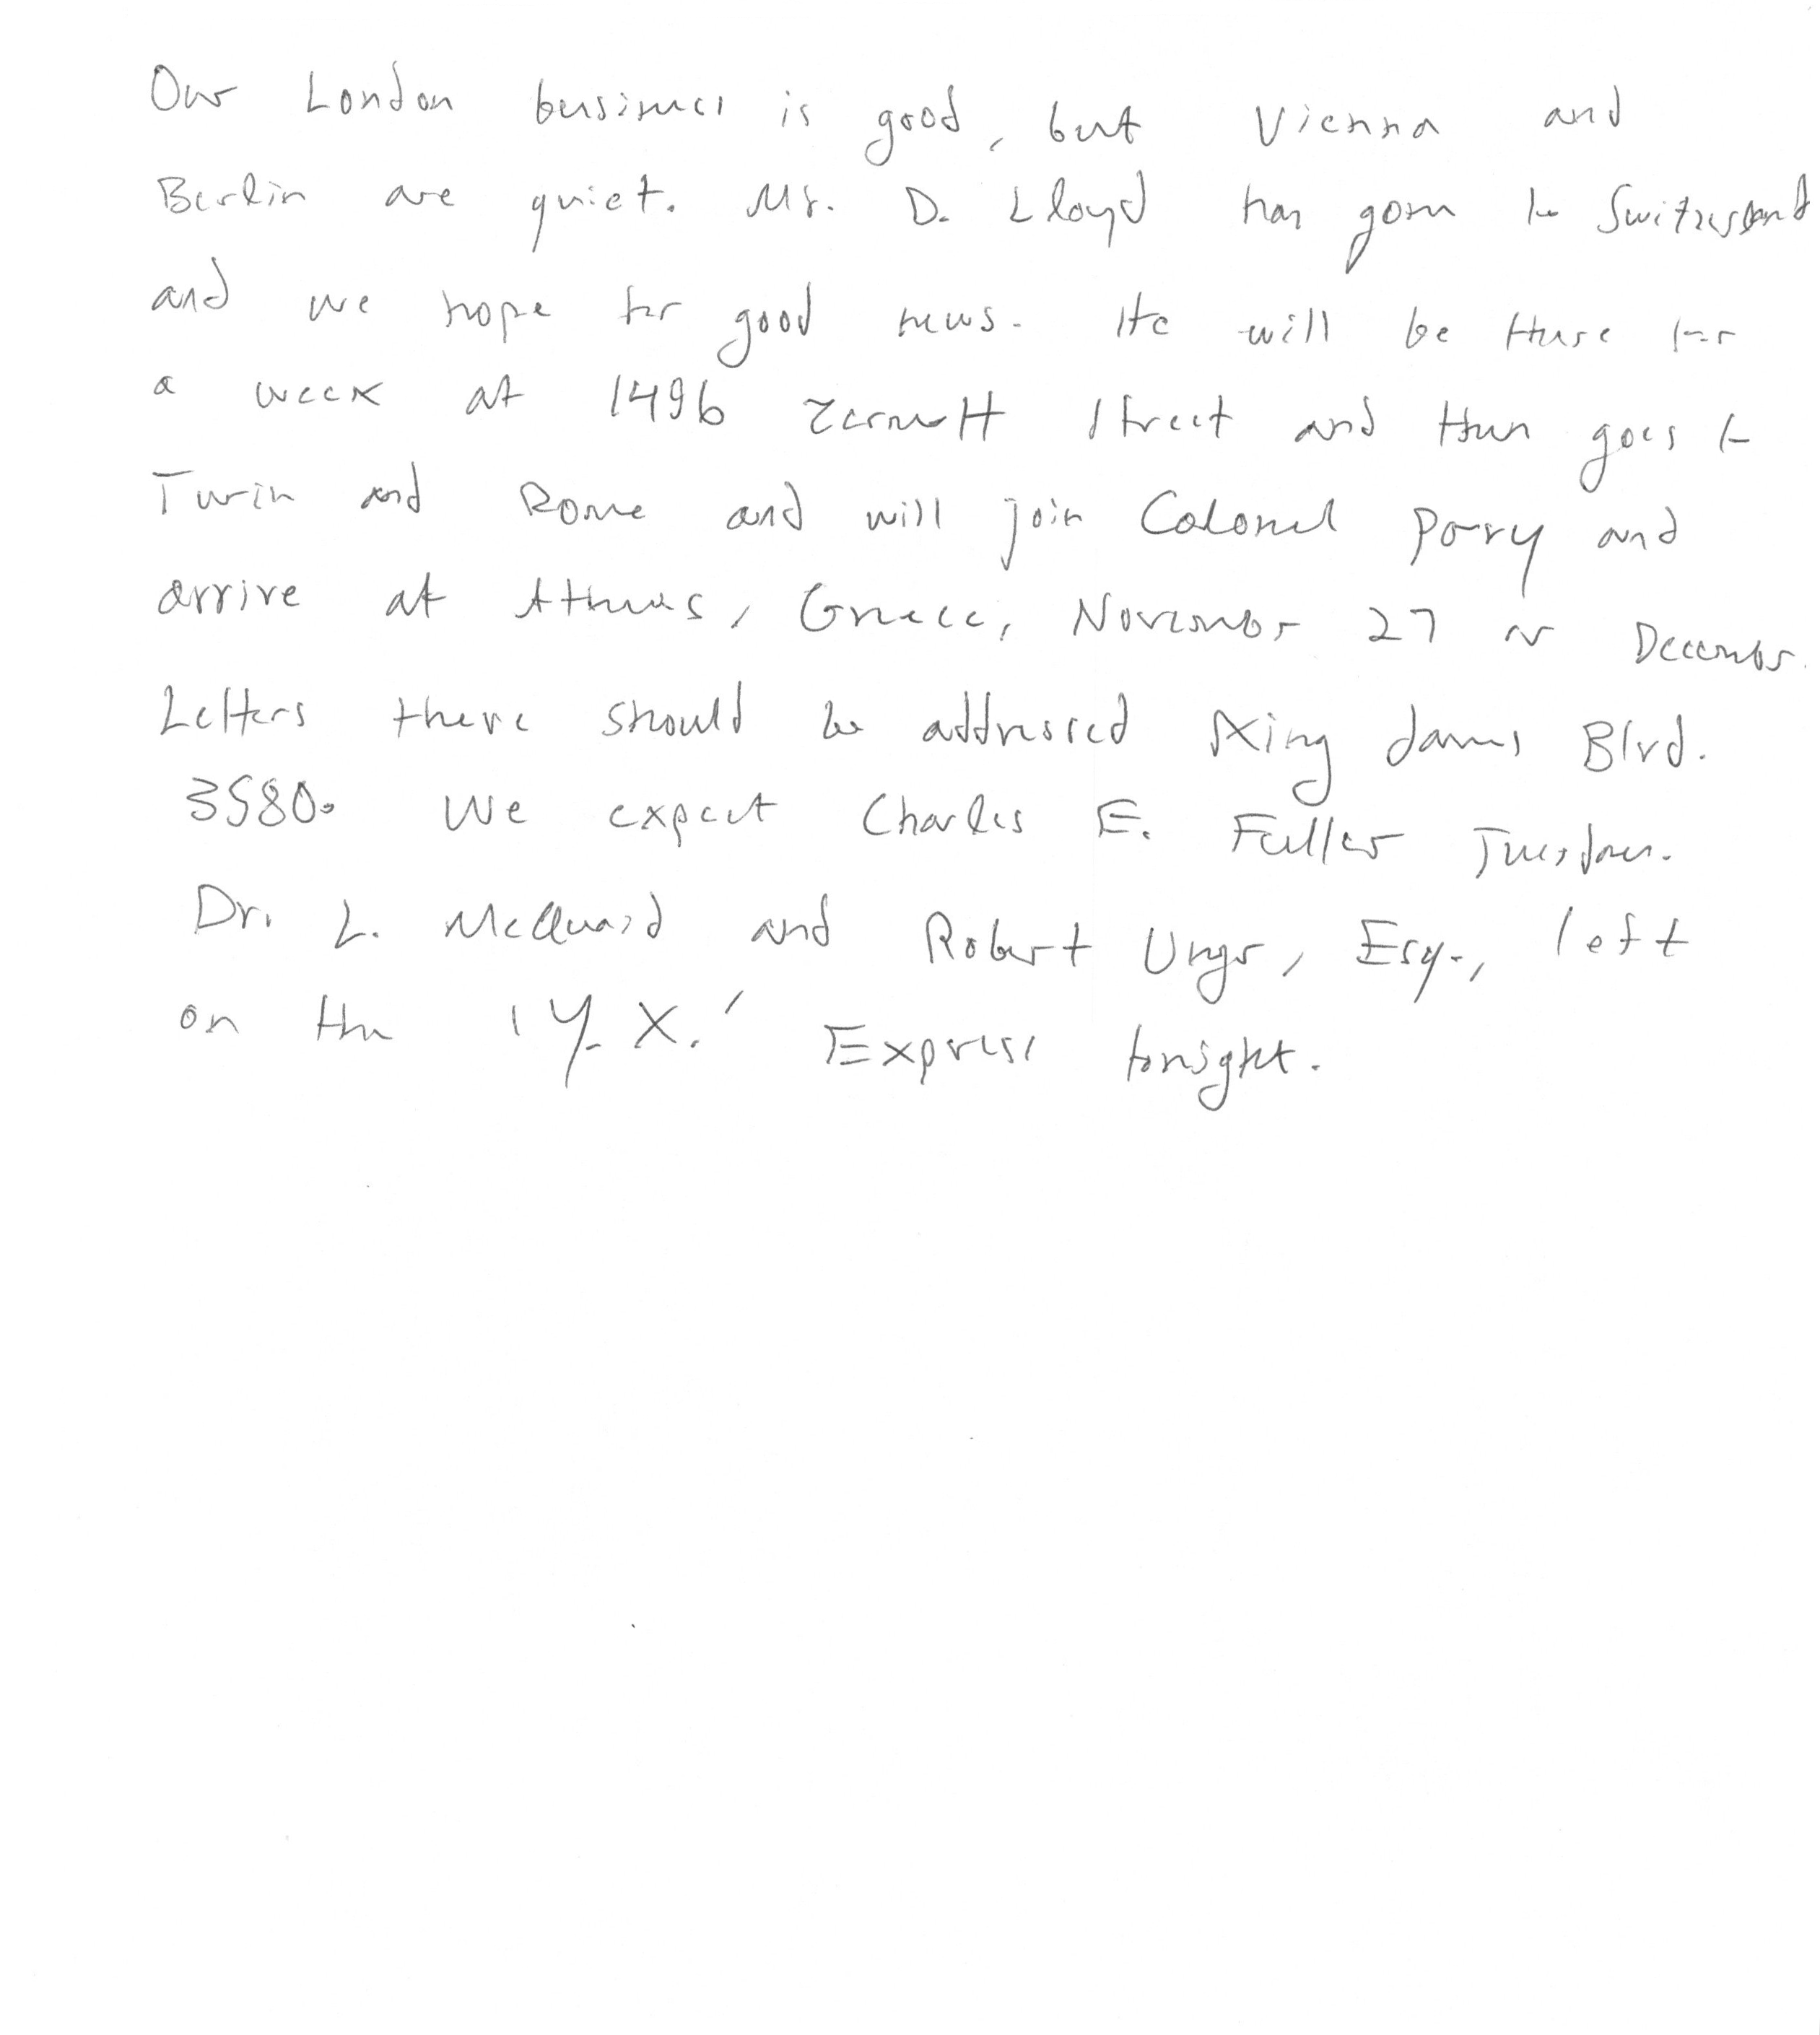 Our London business is good, but Vienna and
Berlin are quiet. Mr. D. Lloyd has gone to Switzerland
and we hope for good news. He will be there for
a week at 1496 Zermott Street and then goes to
Turin and Rome and will join Colonel Parry and
arrive at Athens, Greece, November 27 or December.
Letters there should be addressed King James Blvd.
3580. We expect Charles E. Fuller Tuesday.
Dr. L. McQuaid and Robert Unger, Esq., left
on the 'Y. X.' Express tonight.